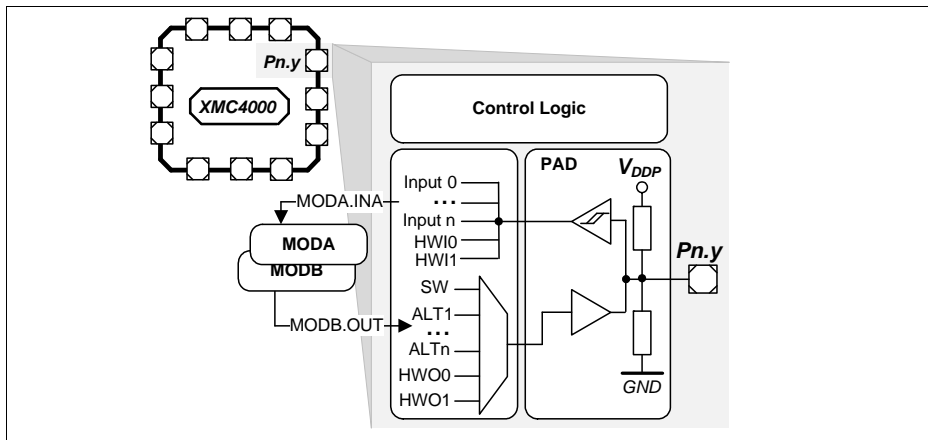 Pn.y
XMC4000
Control Logic
PAD
VDDP
Input 0
...
Input n
HWI0
HWI1
MODA.INA
MODA
MODB
Pn.y
SW
ALT1
...
ALTn
HWO0
HWO1
MODB.OUT
GND